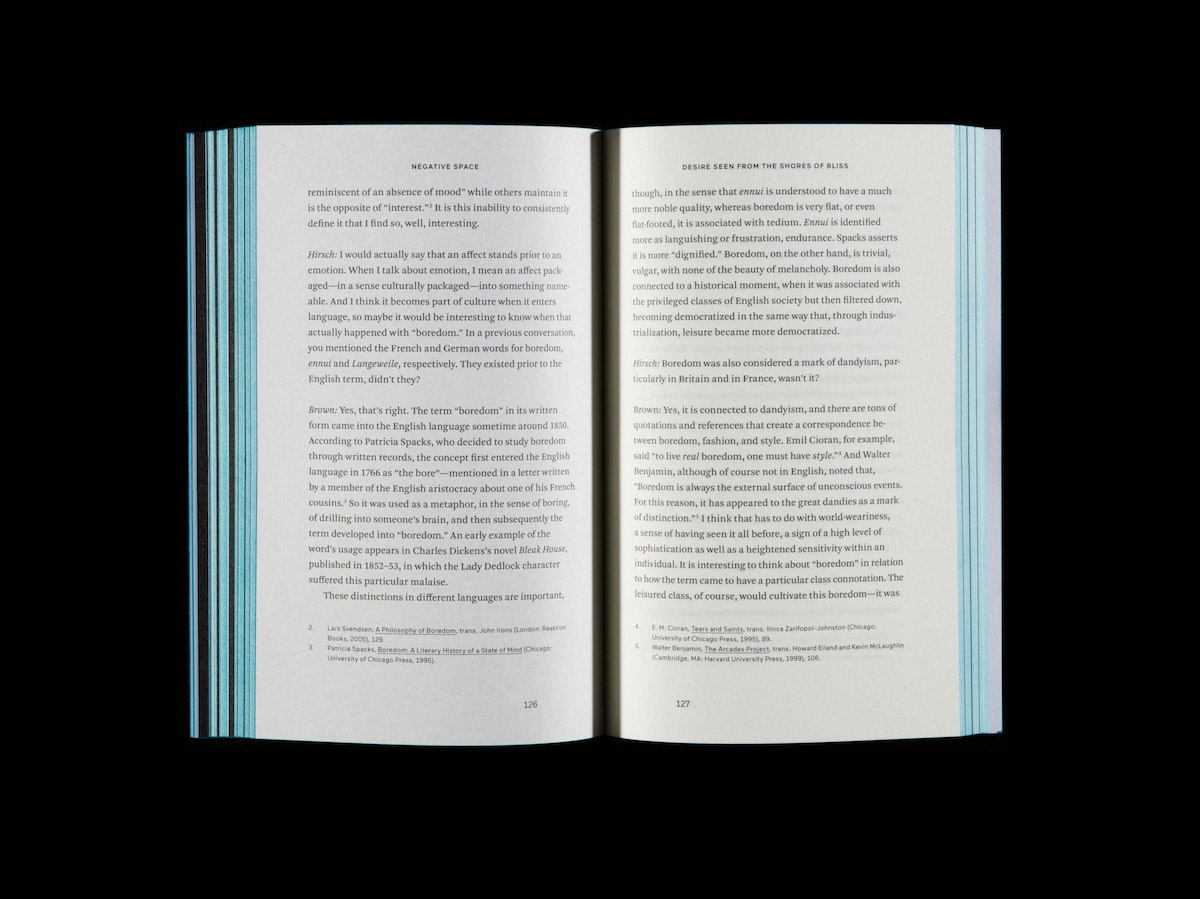 NEGATIVE SPACE
reminiscent of an absence of mood” while others maintain it
is the opposite of “interest.”² It is this inability to consistently
define it that I find so, well, interesting.
Hirsch: I would actually say that an affect stands prior to an
emotion. When I talk about emotion, I mean an affect pack-
aged—in a sense culturally packaged—into something name-
able. And I think it becomes part of culture when it enters
language, so maybe it would be interesting to know when that
actually happened with “boredom.” In a previous conversation,
you mentioned the French and German words for boredom,
ennui and Langeweile, respectively. They existed prior to the
English term, didn’t they?
Brown: Yes, that’s right. The term “boredom” in its written
form came into the English language sometime around 1850.
According to Patricia Spacks, who decided to study boredom
through written records, the concept first entered the English
language in 1766 as “the bore”—mentioned in a letter written
by a member of the English aristocracy about one of his French
cousins.³ So it was used as a metaphor, in the sense of boring,
of drilling into someone’s brain, and then subsequently the
term developed into “boredom.” An early example of the
word’s usage appears in Charles Dickens’s novel Bleak House,
published in 1852–53, in which the Lady Dedlock character
suffered this particular malaise.
These distinctions in different languages are important,
2. Lars Svendsen, A Philosophy of Boredom, trans. John Irons (London: Reaktion
Books, 2005), 129.
3. Patricia Spacks, Boredom: A Literary History of a State of Mind (Chicago:
University of Chicago Press, 1995).
126
DESIRE SEEN FROM THE SHORES OF BLISS
though, in the sense that ennui is understood to have a much
more noble quality, whereas boredom is very flat, or even
flat-footed, it is associated with tedium. Ennui is identified
more as languishing or frustration, endurance. Spacks asserts
it is more “dignified.” Boredom, on the other hand, is trivial,
vulgar, with none of the beauty of melancholy. Boredom is also
connected to a historical moment, when it was associated with
the privileged classes of English society but then filtered down,
becoming democratized in the same way that, through indus-
trialization, leisure became more democratized.
Hirsch: Boredom was also considered a mark of dandyism, par-
ticularly in Britain and in France, wasn’t it?
Brown: Yes, it is connected to dandyism, and there are tons of
quotations and references that create a correspondence be-
tween boredom, fashion, and style. Emil Cioran, for example,
said “to live real boredom, one must have style.”⁴ And Walter
Benjamin, although of course not in English, noted that,
“Boredom is always the external surface of unconscious events.
For this reason, it has appeared to the great dandies as a mark
of distinction.”⁵ I think that has to do with world-weariness,
a sense of having seen it all before, a sign of a high level of
sophistication as well as a heightened sensitivity within an
individual. It is interesting to think about “boredom” in relation
to how the term came to have a particular class connotation. The
leisured class, of course, would cultivate this boredom—it was
4. E. M. Cioran, Tears and Saints, trans. Ilinca Zarifopol-Johnston (Chicago:
University of Chicago Press, 1995), 89.
5. Walter Benjamin, The Arcades Project, trans. Howard Eiland and Kevin McLaughlin
(Cambridge, MA: Harvard University Press, 1999), 106.
127